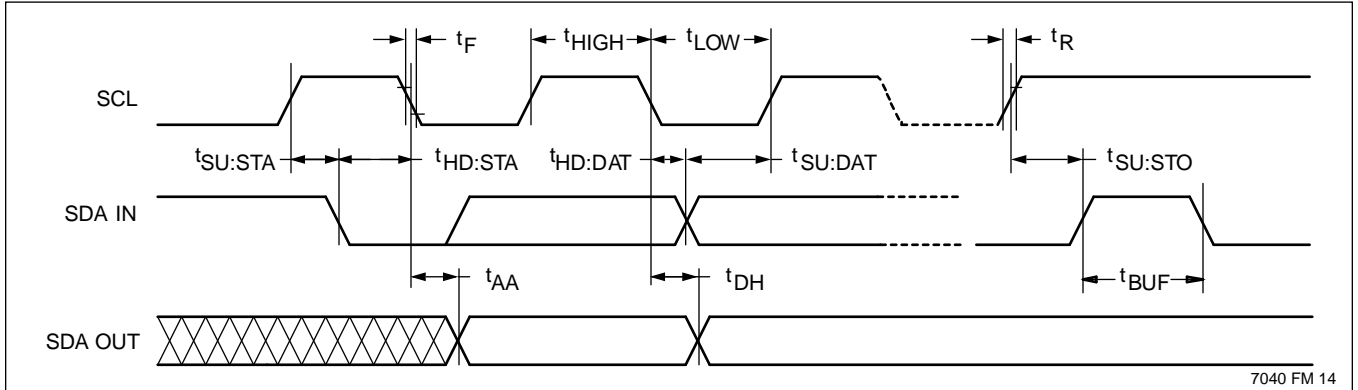 tF tHIGH tLOW tR
SCL
tSU:STA tHD:STA tHD:DAT tSU:DAT tSU:STO
SDA IN
tAA tDH tBUF
SDA OUT
7040 FM 14